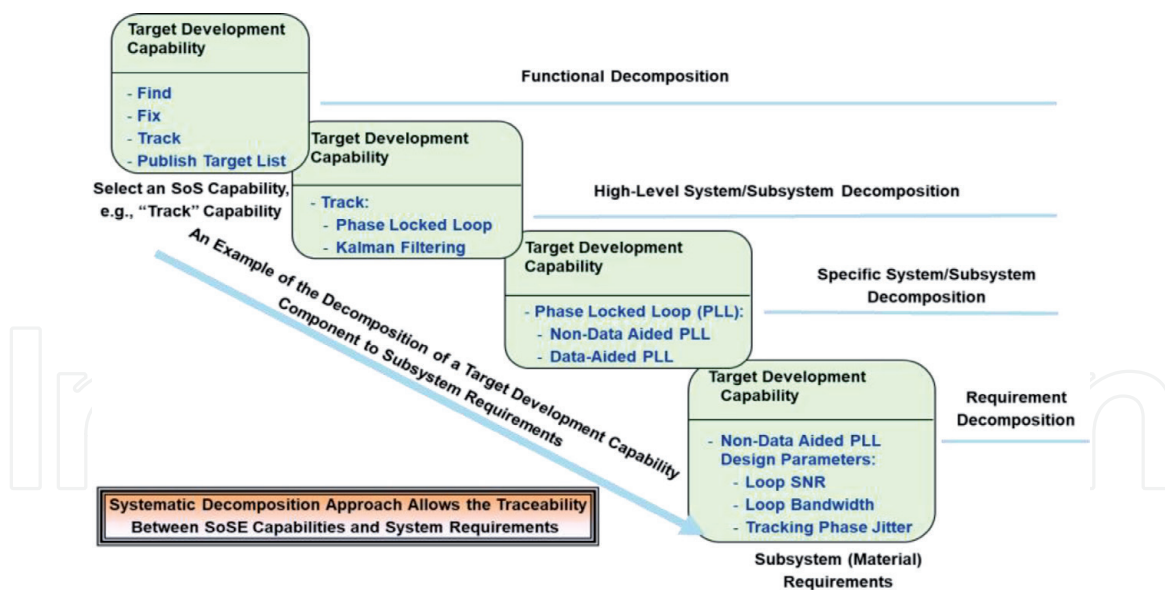 Target Development
Capability
- Find
- Fix
- Track
- Publish Target List
Functional Decomposition
Select an SoS Capability,
e.g., “Track” Capability
Target Development
Capability
- Track:
- Phase Locked Loop
- Kalman Filtering
High-Level System/Subsystem Decomposition
An Example of the Decomposition of a Target Development Capability
Component to Subsystem Requirements
Target Development
Capability
- Phase Locked Loop (PLL):
- Non-Data Aided PLL
- Data-Aided PLL
Specific System/Subsystem
Decomposition
Target Development
Capability
- Non-Data Aided PLL
Design Parameters:
- Loop SNR
- Loop Bandwidth
- Tracking Phase Jitter
Requirement
Decomposition
Systematic Decomposition Approach Allows the Traceability
Between SoSE Capabilities and System Requirements
Subsystem (Material)
Requirements